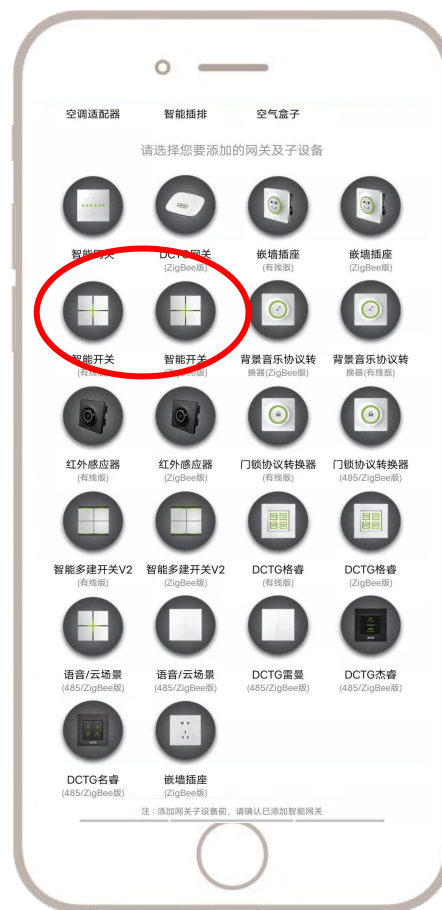 空调适配器 智能插排 空气盒子
请选择您要添加的网关及子设备
智能网关 DCTG网关 嵌墙插座 嵌墙插座
(ZigBee版) (有线版) (ZigBee版)
智能开关 智能开关 背景音乐协议转 背景音乐协议转
(有线版) (ZigBee版) 换器(ZigBee版) 换器(有线版)
红外感应器 红外感应器 门锁协议转换器 门锁协议转换器
(有线版) (ZigBee版) (有线版) (485/ZigBee版)
智能多建开关V2 智能多建开关V2 DCTG格睿 DCTG格睿
(有线版) (ZigBee版) (有线版) (ZigBee版)
语音/云场景 语音/云场景 DCTG雷曼 DCTG杰睿
(485/ZigBee版) (485/ZigBee版) (485/ZigBee版) (485/ZigBee版)
DCTG名睿 嵌墙插座
(485/ZigBee版) (ZigBee版)
注：添加网关子设备前，请确认已添加智能网关